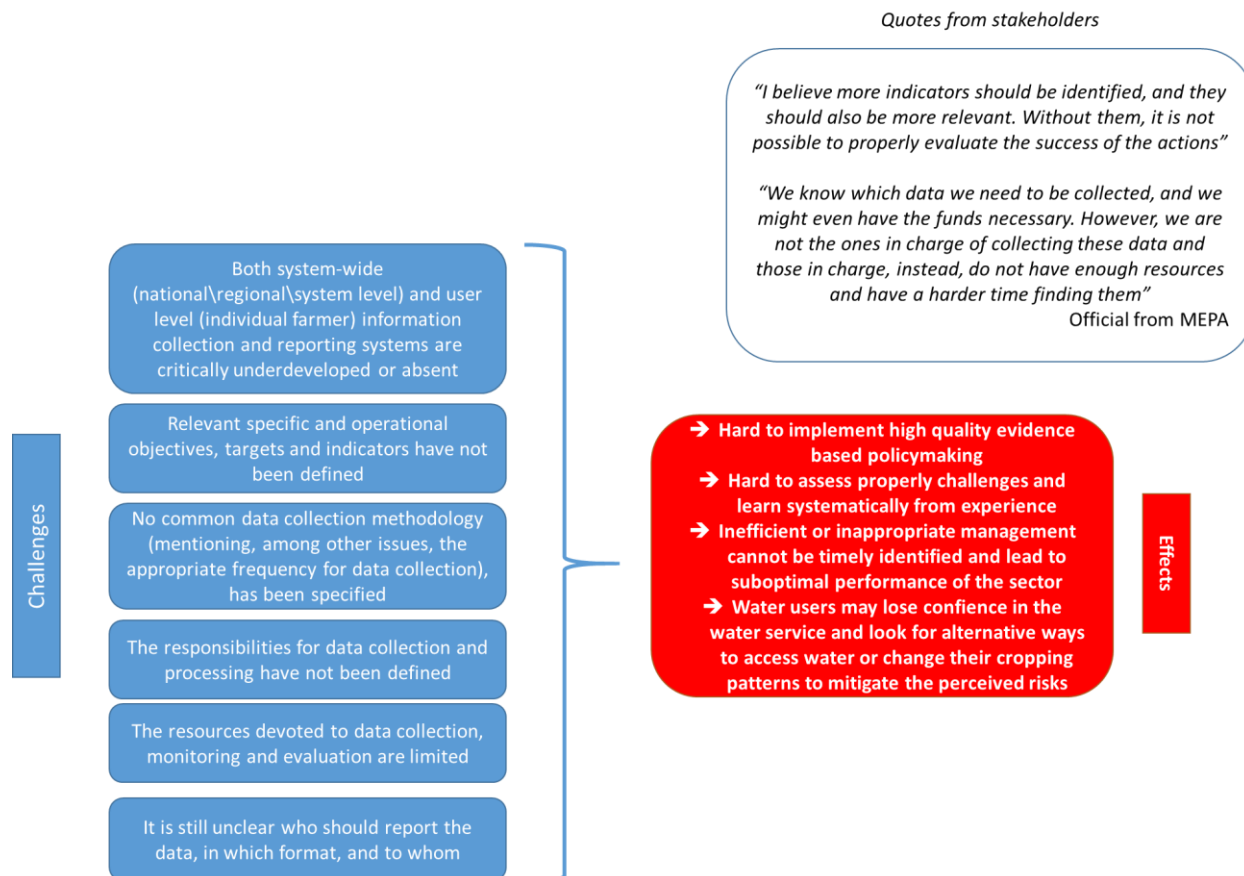 Quotes from stakeholders
“I believe more indicators should be identified, and they
should also be more relevant. Without them, it is not
possible to properly evaluate the success of the actions”
“We know which data we need to be collected, and we
might even have the funds necessary. However, we are
not the ones in charge of collecting these data and
those in charge, instead, do not have enough resources
and have a harder time finding them”
Official from MEPA
Challenges
Both system-wide
(national\regional\system level) and user
level (individual farmer) information
collection and reporting systems are
critically underdeveloped or absent
Relevant specific and operational
objectives, targets and indicators have not
been defined
No common data collection methodology
(mentioning, among other issues, the
appropriate frequency for data collection),
has been specified
The responsibilities for data collection and
processing have not been defined
The resources devoted to data collection,
monitoring and evaluation are limited
It is still unclear who should report the
data, in which format, and to whom
➔ Hard to implement high quality evidence
based policymaking
➔ Hard to assess properly challenges and
learn systematically from experience
➔ Inefficient or inappropriate management
cannot be timely identified and lead to
suboptimal performance of the sector
➔ Water users may lose confience in the
water service and look for alternative ways
to access water or change their cropping
patterns to mitigate the perceived risks
Effects